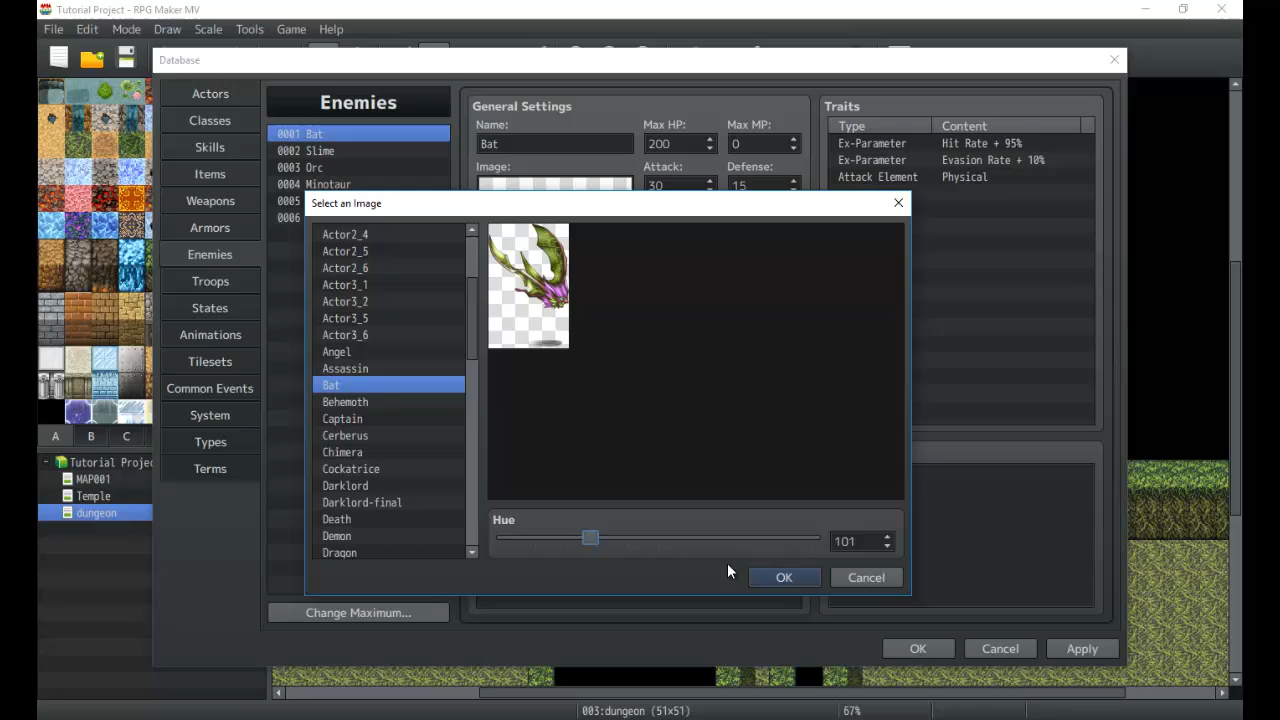 Tutorial Project - RPG Maker MV
File Edit Mode Draw Scale Tools Game Help
Database
Actors
Classes
Skills
Items
Weapons
Armors
Enemies
Troops
States
Animations
Tilesets
Common Events
System
Types
Terms
Enemies
0001 Bat
0002 Slime
0003 Orc
0004 Minotaur
0005
0006
Change Maximum...
General Settings
Name: Max HP: Max MP:
Bat 200 0
Image: Attack: Defense:
30 15
Traits
Type Content
Ex-Parameter Hit Rate + 95%
Ex-Parameter Evasion Rate + 10%
Attack Element Physical
Select an Image
Actor2_4
Actor2_5
Actor2_6
Actor3_1
Actor3_2
Actor3_5
Actor3_6
Angel
Assassin
Bat
Behemoth
Captain
Cerberus
Chimera
Cockatrice
Darklord
Darklord-final
Death
Demon
Dragon
Hue
101
OK Cancel
OK Cancel Apply
A B C
Tutorial Projec
MAP001
Temple
dungeon
003:dungeon (51x51) 67%